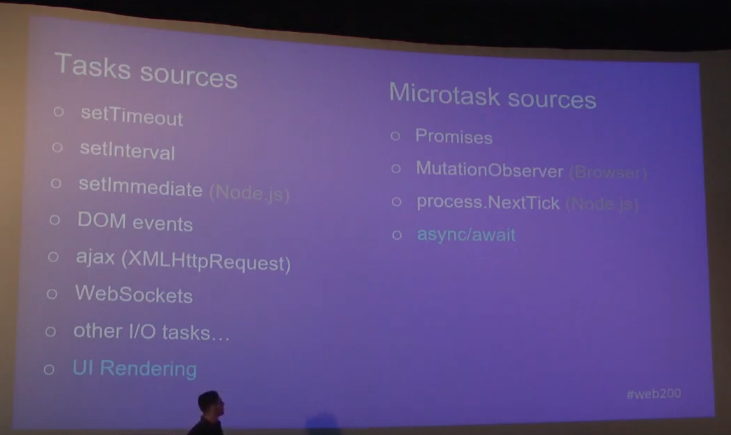 Tasks sources
○ setTimeout
○ setInterval
○ setImmediate (Node.js)
○ DOM events
○ ajax (XMLHttpRequest)
○ WebSockets
○ other I/O tasks...
○ UI Rendering
Microtask sources
○ Promises
○ MutationObserver (Browser)
○ process.NextTick (Node.js)
○ async/await
#web200